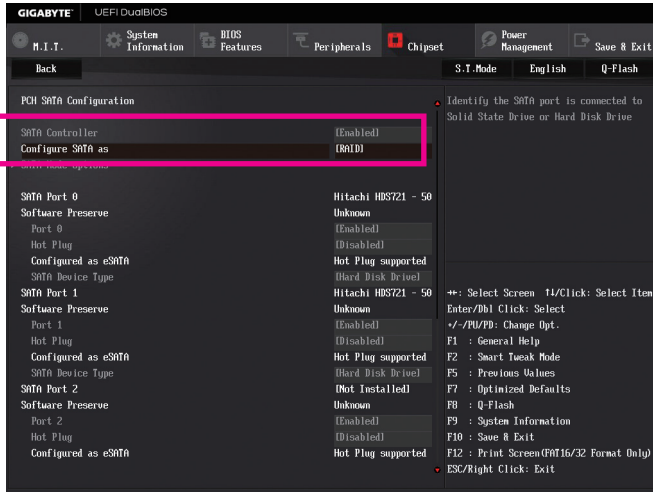 GIGABYTE™ UEFI DualBIOS
M.I.T. System Information BIOS Features Peripherals Chipset Power Management Save & Exit
Back S.T.Mode English Q-Flash
PCH SATA Configuration
SATA Controller [Enabled]
Configure SATA as [RAID]
SATA Mode Options
SATA Port 0 Hitachi HDS721 - 50
Software Preserve Unknown
Port 0 [Enabled]
Hot Plug [Disabled]
Configured as eSATA Hot Plug supported
SATA Device Type [Hard Disk Drive]
SATA Port 1 Hitachi HDS721 - 50
Software Preserve Unknown
Port 1 [Enabled]
Hot Plug [Disabled]
Configured as eSATA Hot Plug supported
SATA Device Type [Hard Disk Drive]
SATA Port 2 [Not Installed]
Software Preserve Unknown
Port 2 [Enabled]
Hot Plug [Disabled]
Configured as eSATA Hot Plug supported
Identify the SATA port is connected to
Solid State Drive or Hard Disk Drive
→←: Select Screen ↑↓/Click: Select Item
Enter/Dbl Click: Select
+/-/PU/PD: Change Opt.
F1 : General Help
F2 : Smart Tweak Mode
F5 : Previous Values
F7 : Optimized Defaults
F8 : Q-Flash
F9 : System Information
F10 : Save & Exit
F12 : Print Screen(FAT16/32 Format Only)
ESC/Right Click: Exit